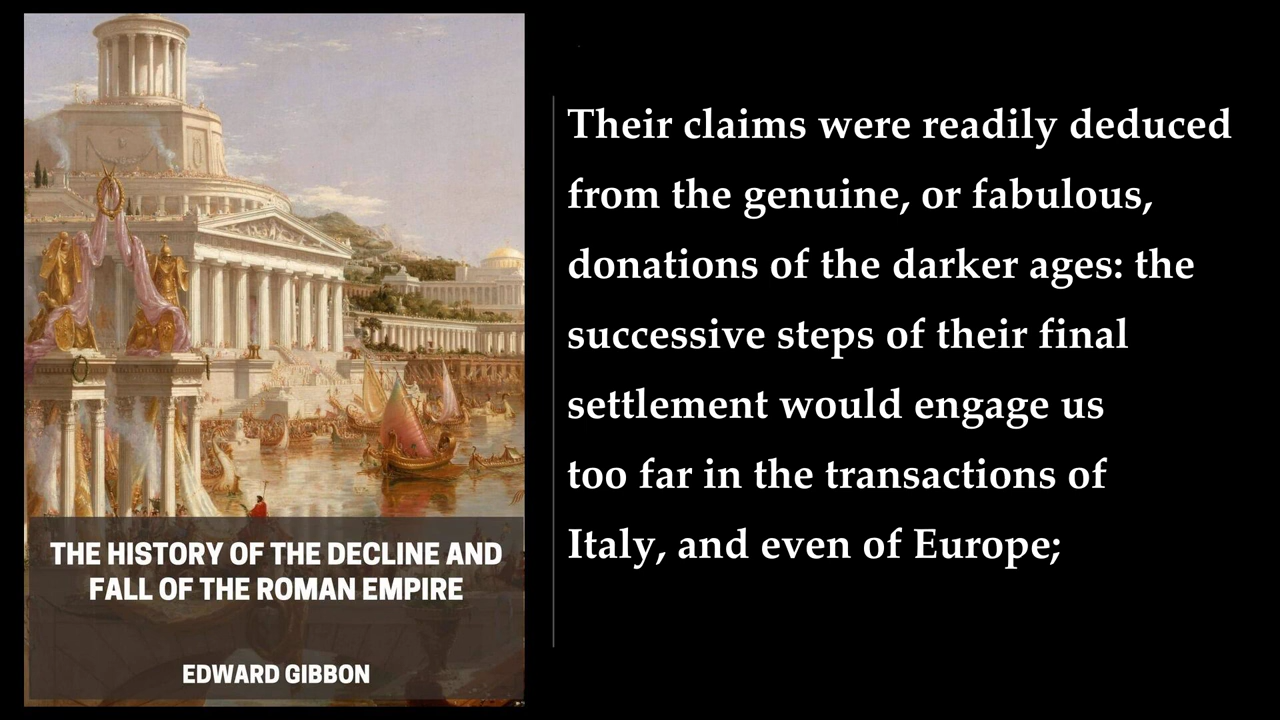 THE HISTORY OF THE DECLINE AND
FALL OF THE ROMAN EMPIRE
EDWARD GIBBON
Their claims were readily deduced
from the genuine, or fabulous,
donations of the darker ages: the
successive steps of their final
settlement would engage us
too far in the transactions of
Italy, and even of Europe;